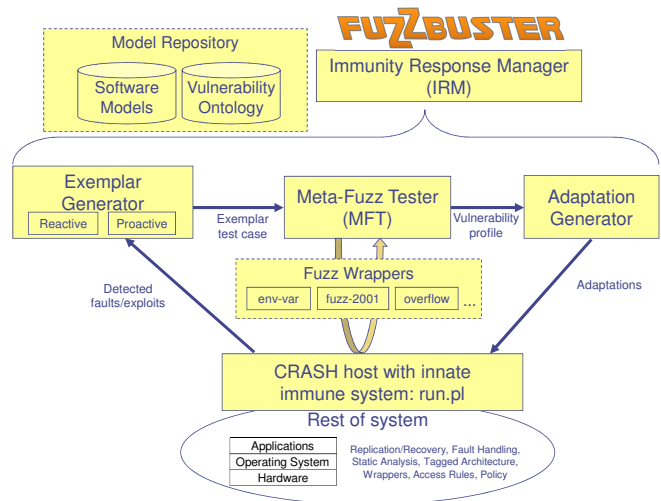 FUZZBUSTER
Model Repository
Software
Models
Vulnerability
Ontology
Immunity Response Manager
(IRM)
Exemplar
Generator
Reactive
Proactive
Exemplar
test case
Meta-Fuzz Tester
(MFT)
Vulnerability
profile
Adaptation
Generator
Fuzz Wrappers
env-var
fuzz-2001
overflow
...
Detected
faults/exploits
Adaptations
CRASH host with innate
immune system: run.pl
Rest of system
Applications
Operating System
Hardware
Replication/Recovery, Fault Handling,
Static Analysis, Tagged Architecture,
Wrappers, Access Rules, Policy